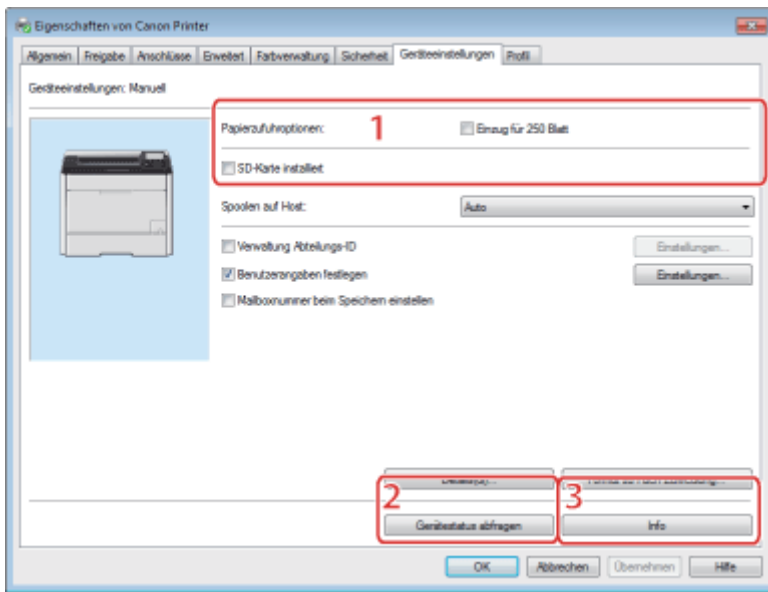 Eigenschaften von Canon Printer
Allgemein Freigabe Anschlüsse Erweitert Farbverwaltung Sicherheit Geräteeinstellungen Profil
Geräteeinstellungen: Manuell
Papierzufuhroptionen: 1 Einzug für 250 Blatt
SD-Karte installiert
Spoolen auf Host: Auto
Verwaltung Abteilungs-ID Einstellungen...
Benutzerangaben festlegen Einstellungen...
Mailboxnummer beim Speichern einstellen
2 3
Gerätestatus abfragen Info
OK Abbrechen Übernehmen Hilfe